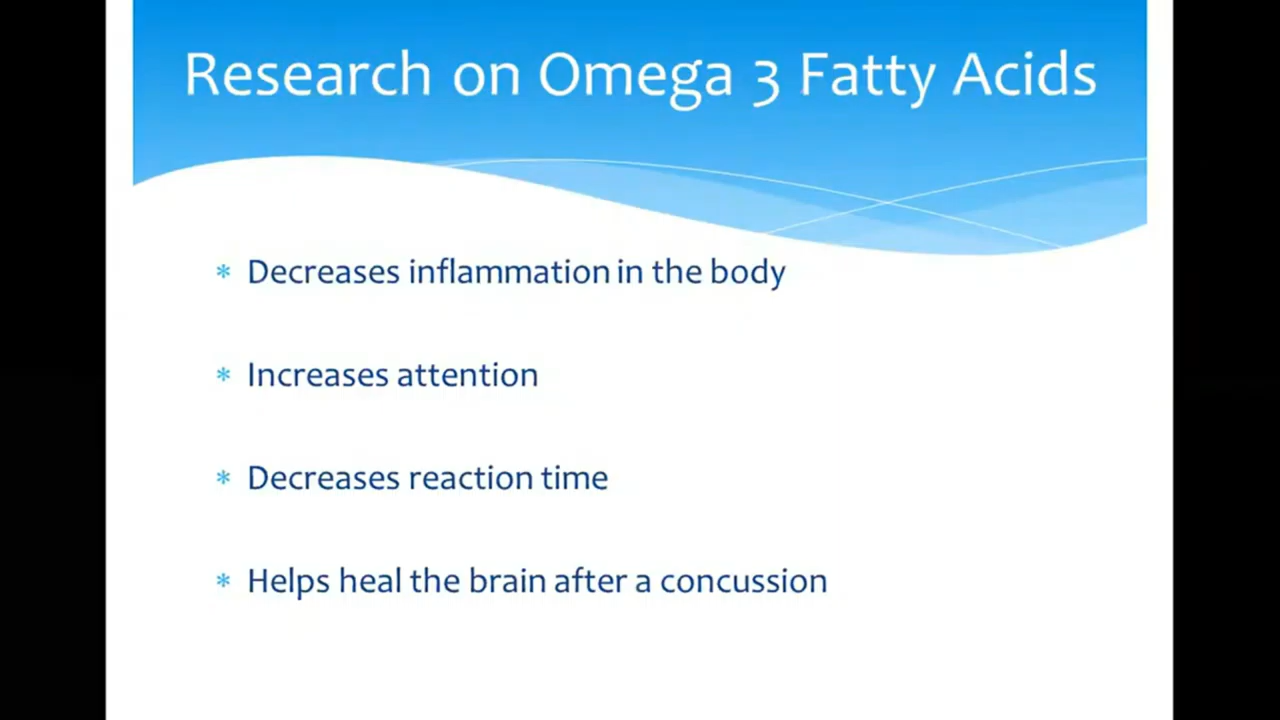 Research on Omega 3 Fatty Acids
* Decreases inflammation in the body
* Increases attention
* Decreases reaction time
* Helps heal the brain after a concussion